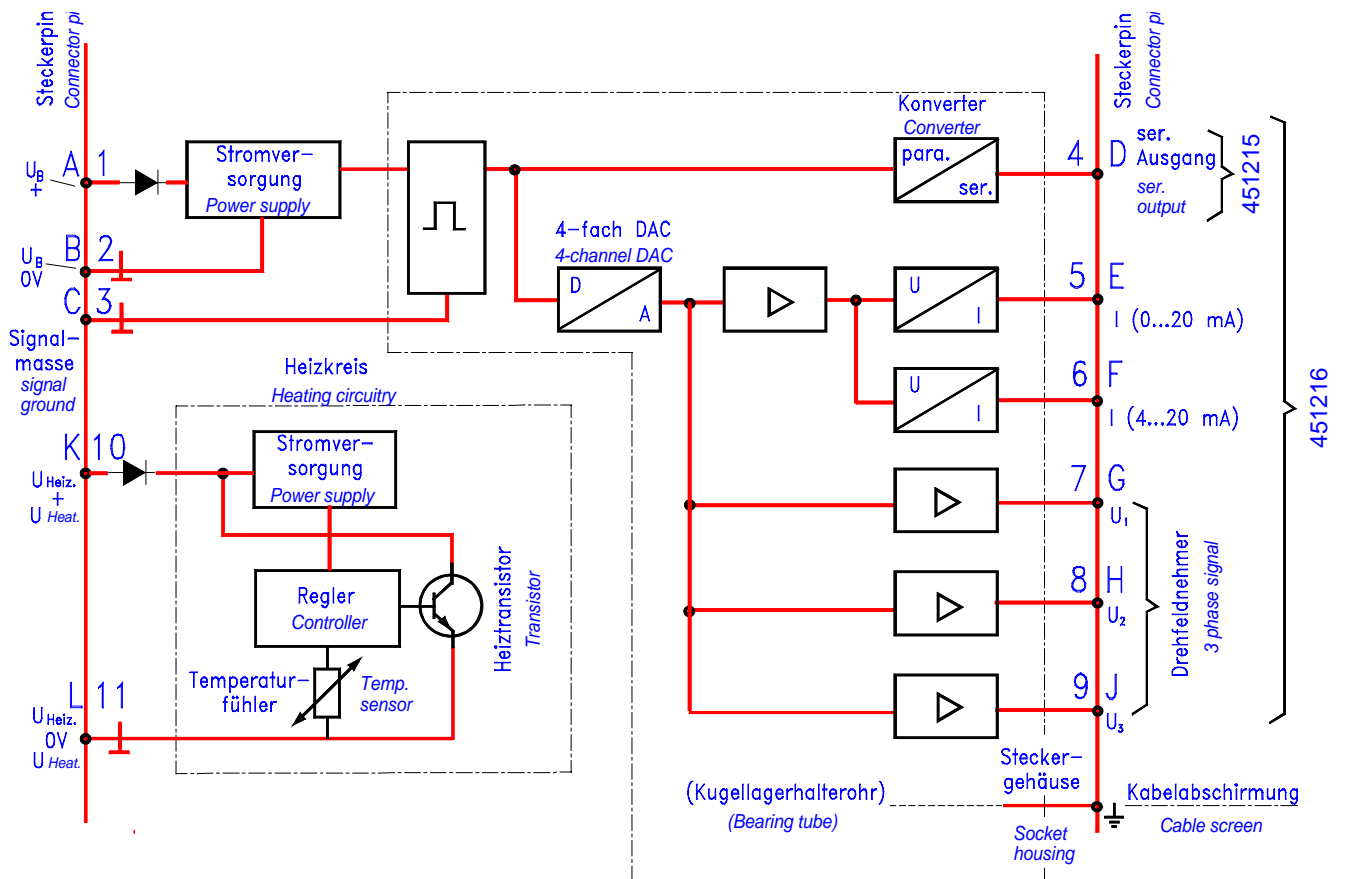 Steckerpin
Connector pi
A 1
U_B
+
B 2
U_B
0V
C 3
Signal-
masse
signal
ground
Stromver-
sorgung
Power supply
4-fach DAC
4-channel DAC
D
A
Konverter
Converter
para.
ser.
U
I
U
I
Steckerpin
Connector pi
4 D
ser.
Ausgang
ser.
output
451215
5 E
I (0...20 mA)
6 F
I (4...20 mA)
451216
7 G
U₁
8 H
U₂
9 J
U₃
Drehfeldnehmer
3 phase signal
Heizkreis
Heating circuitry
K 10
U Heiz.
+
U Heat.
Stromver-
sorgung
Power supply
Regler
Controller
Heiztransistor
Transistor
Temperatur-
fühler
Temp.
sensor
L 11
U Heiz.
0V
U Heat.
Stecker-
gehäuse
(Kugellagerhalterohr)
(Bearing tube)
Socket
housing
Kabelabschirmung
Cable screen